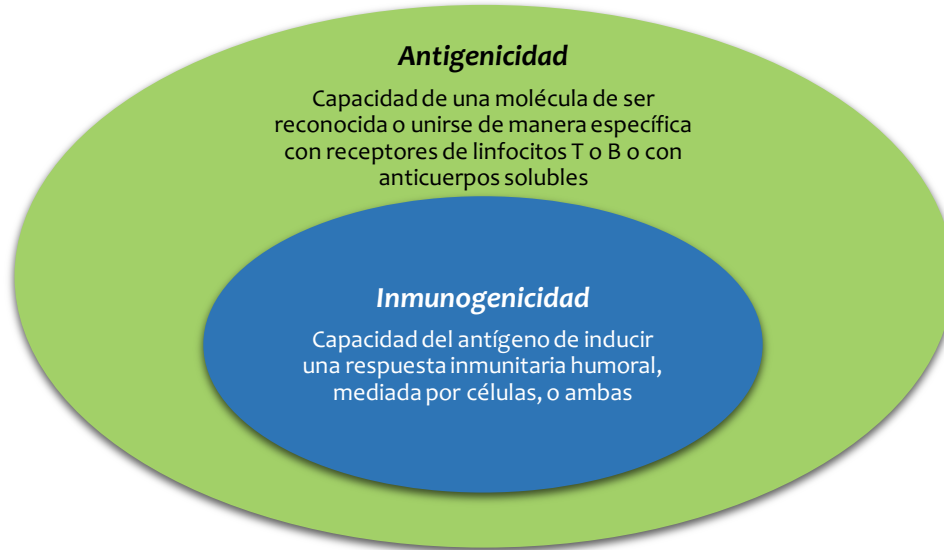 Antigenicidad
Capacidad de una molécula de ser
reconocida o unirse de manera específica
con receptores de linfocitos T o B o con
anticuerpos solubles
Inmunogenicidad
Capacidad del antígeno de inducir
una respuesta inmunitaria humoral,
mediada por células, o ambas